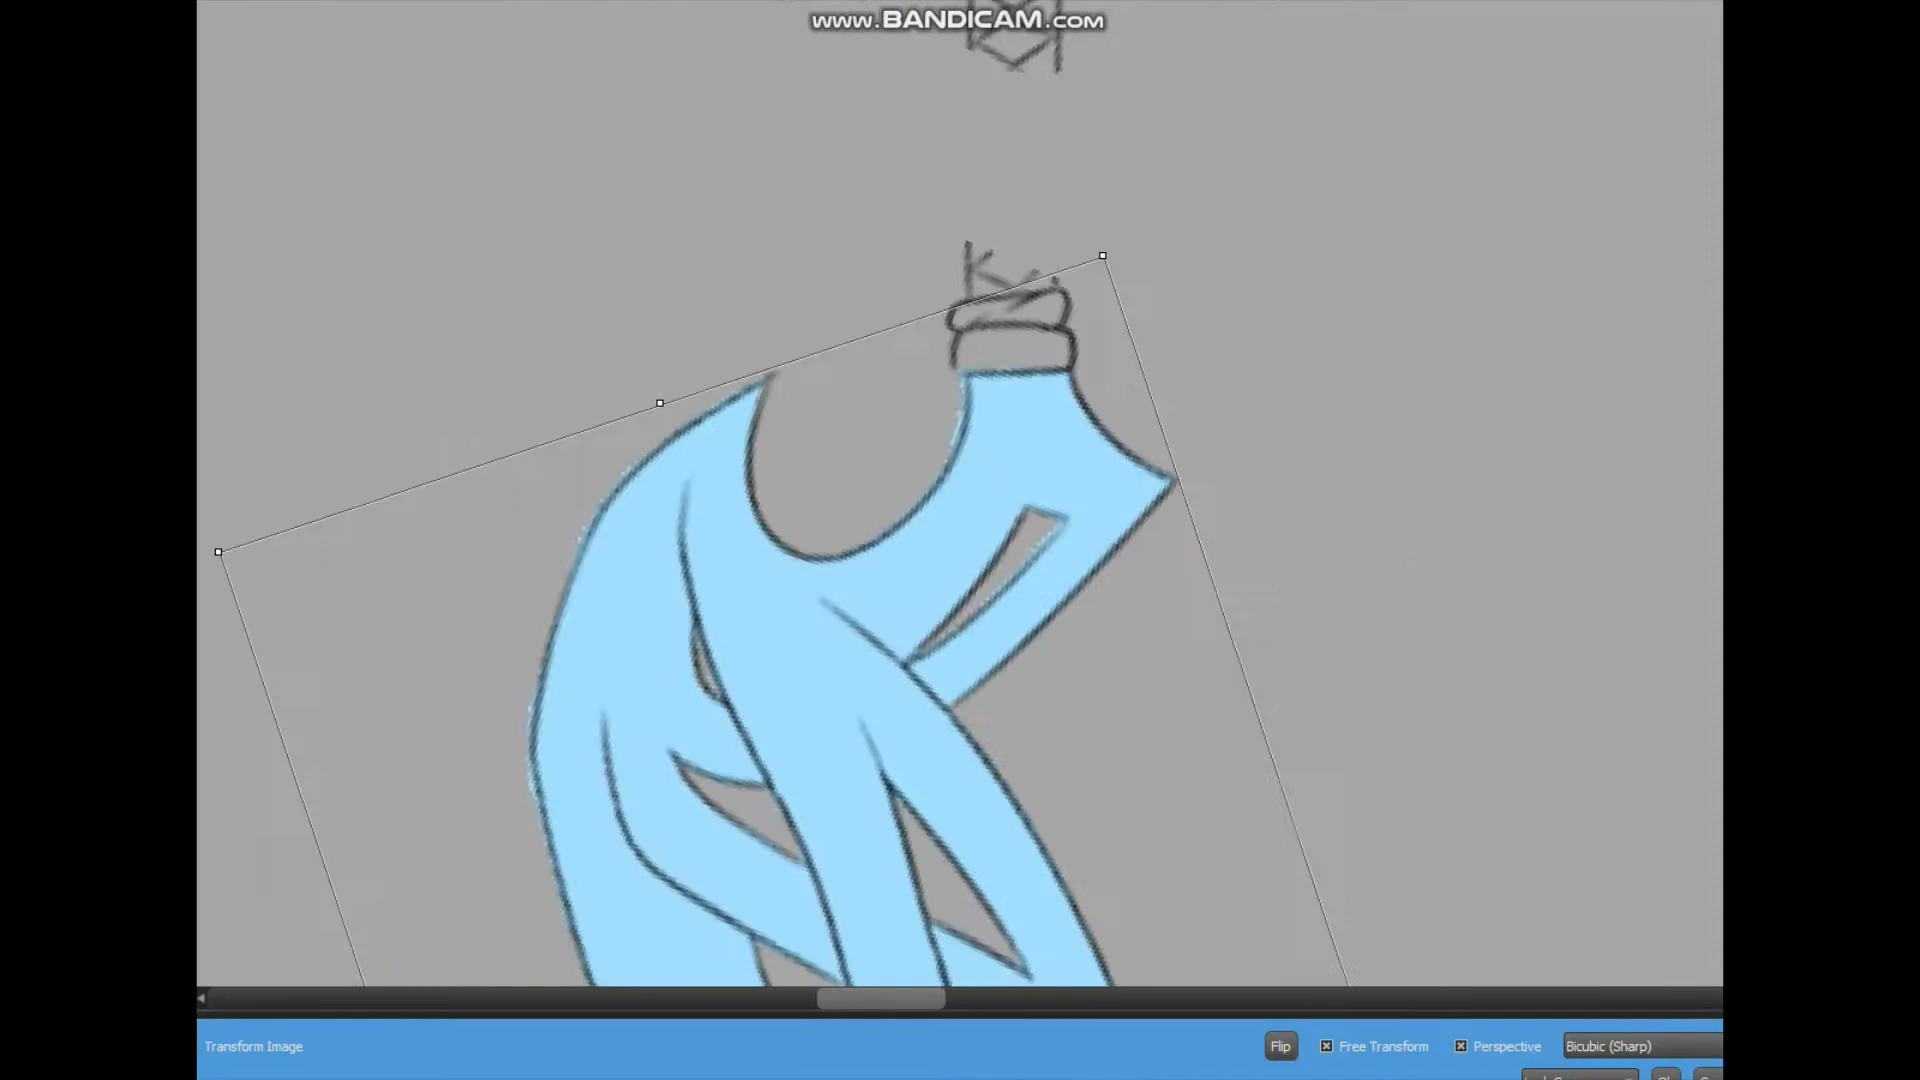 www.BANDICAM.com
Transform Image
Flip
Free Transform
Perspective
Bicubic (Sharp)